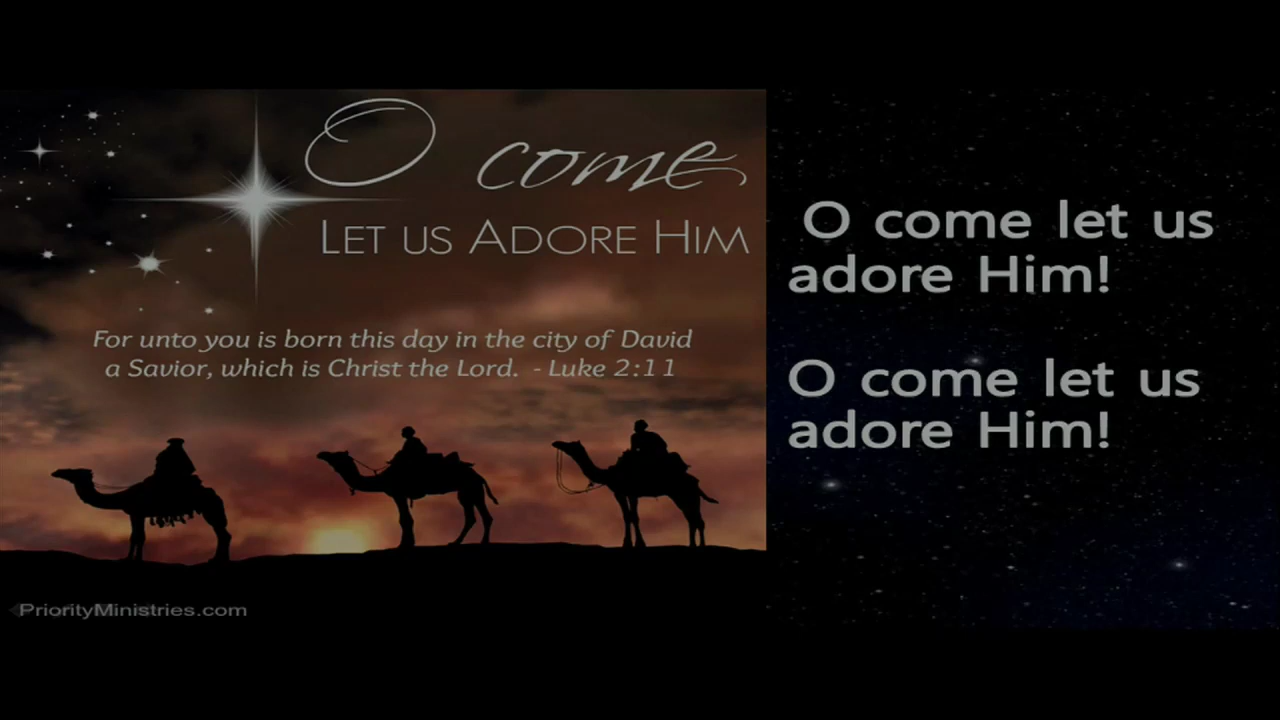 O come
LET US ADORE HIM
For unto you is born this day in the city of David
a Savior, which is Christ the Lord. - Luke 2:11
PriorityMinistries.com
O come let us
adore Him!
O come let us
adore Him!